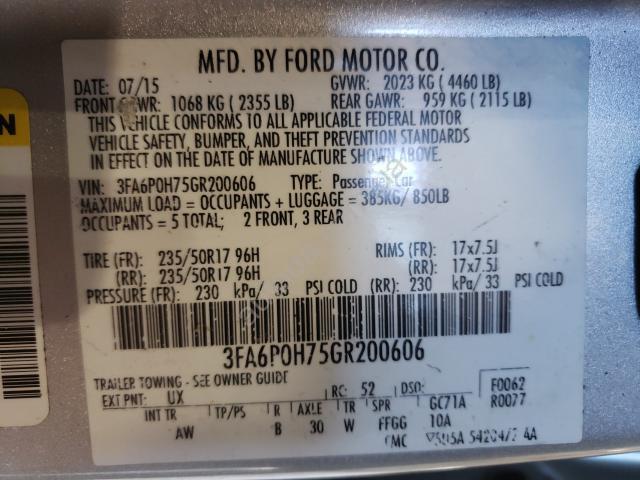 MFD. BY FORD MOTOR CO.
DATE: 07/15 GVWR: 2023 KG ( 4460 LB)
FRONT GAWR: 1068 KG ( 2355 LB) REAR GAWR: 959 KG ( 2115 LB)
THIS VEHICLE CONFORMS TO ALL APPLICABLE FEDERAL MOTOR
VEHICLE SAFETY, BUMPER, AND THEFT PREVENTION STANDARDS
IN EFFECT ON THE DATE OF MANUFACTURE SHOWN ABOVE.
VIN: 3FA6P0H75GR200606 TYPE: Passenger Car
MAXIMUM LOAD = OCCUPANTS + LUGGAGE = 385KG/ 850LB
OCCUPANTS = 5 TOTAL; 2 FRONT, 3 REAR
TIRE (FR): 235/50R17 96H RIMS (FR): 17x7.5J
(RR): 235/50R17 96H (RR): 17x7.5J
PRESSURE (FR): 230 kPa/ 33 PSI COLD (RR): 230 kPa/ 33 PSI COLD
3FA6P0H75GR200606
TRAILER TOWING - SEE OWNER GUIDE
EXT PNT: UX RC: 52 DSO: F0062
R0077
INT TR TP/PS R AXLE TR SPR GC71A
AW B 30 W FFGG 10A